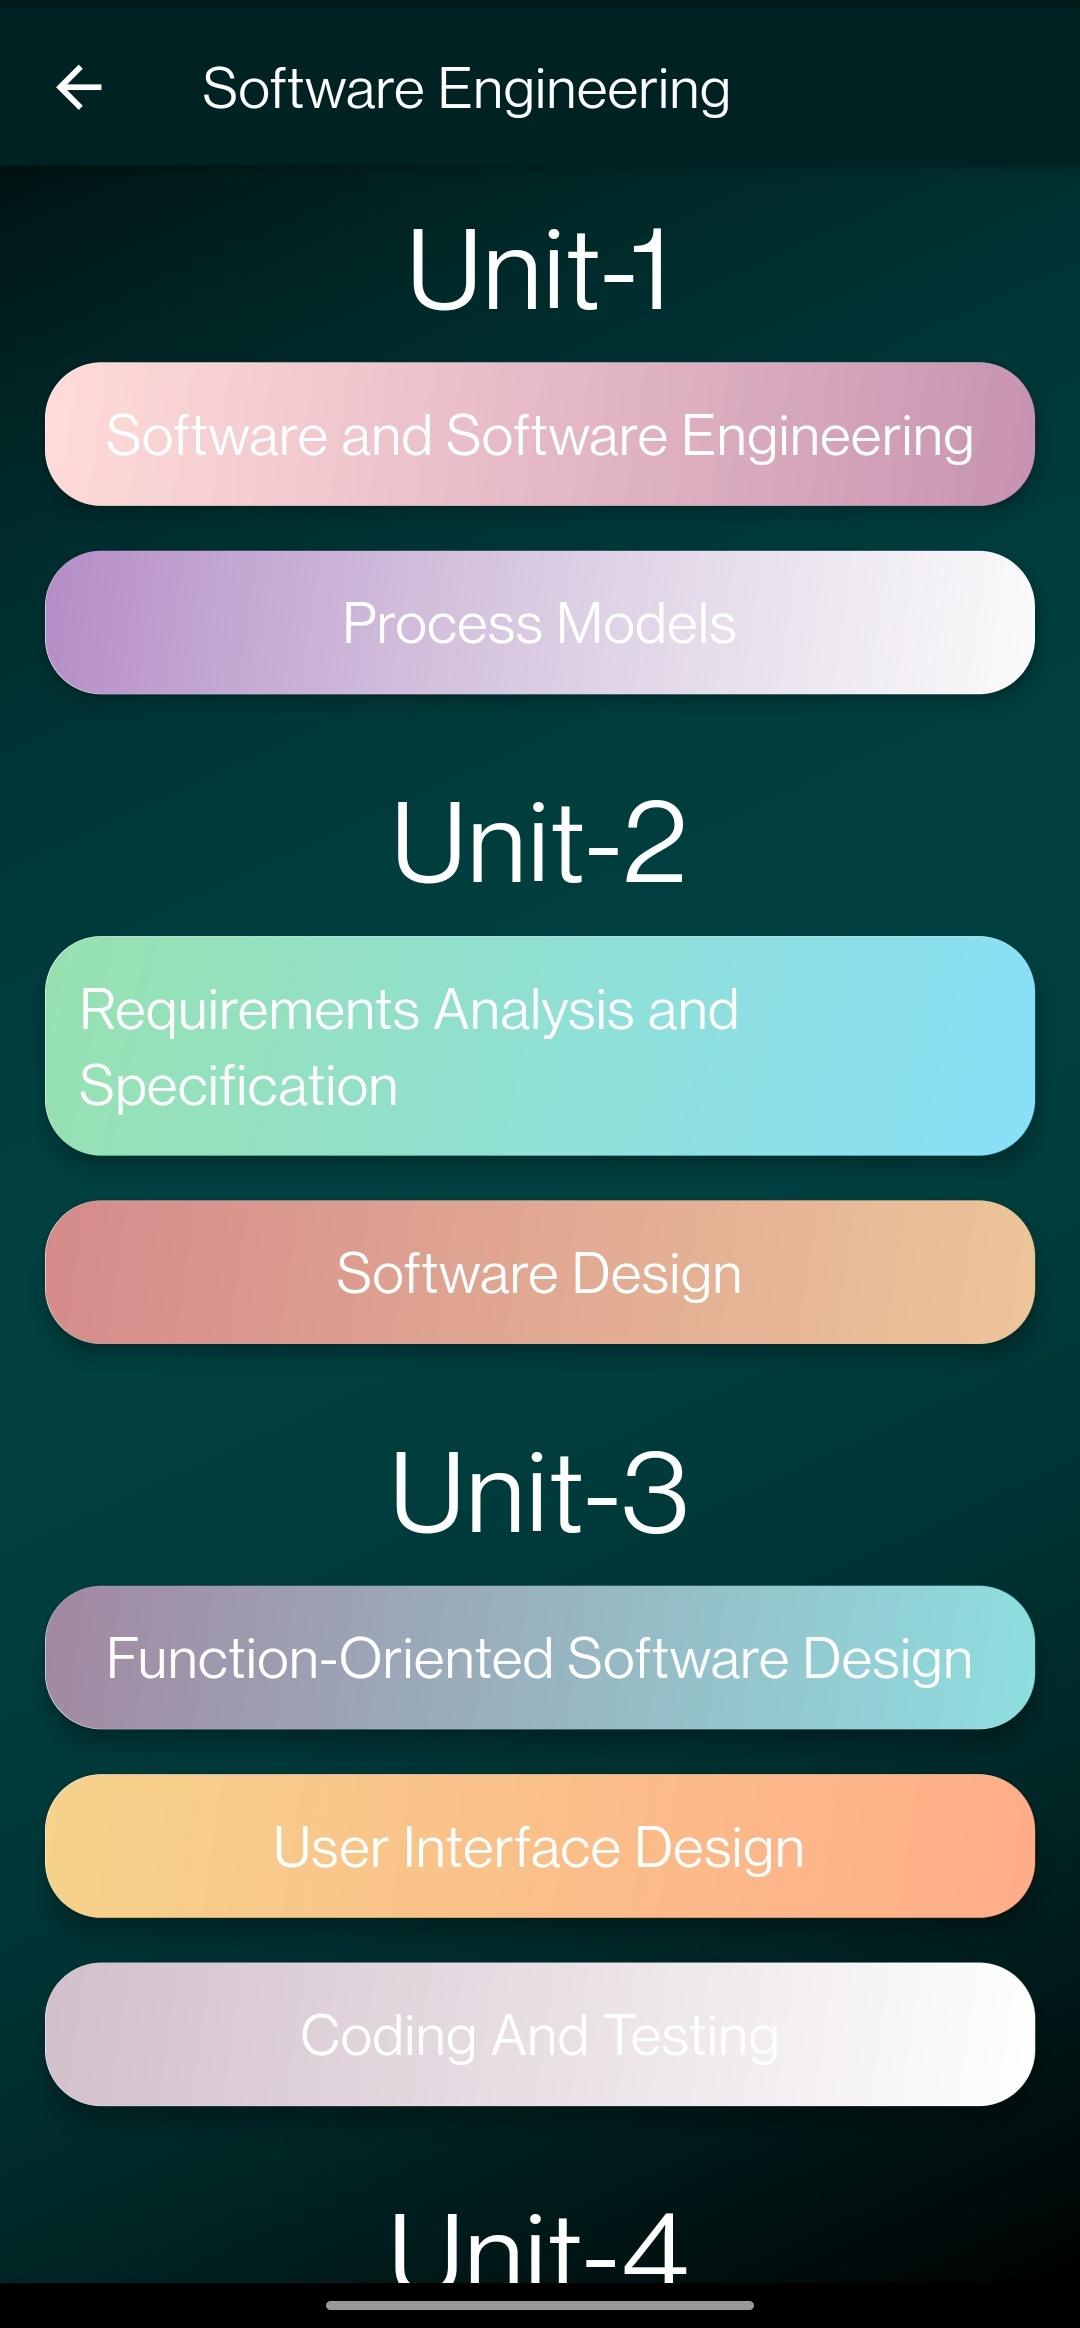 Software Engineering
Unit-1
Software and Software Engineering
Process Models
Unit-2
Requirements Analysis and
Specification
Software Design
Unit-3
Function-Oriented Software Design
User Interface Design
Coding And Testing
Unit-4